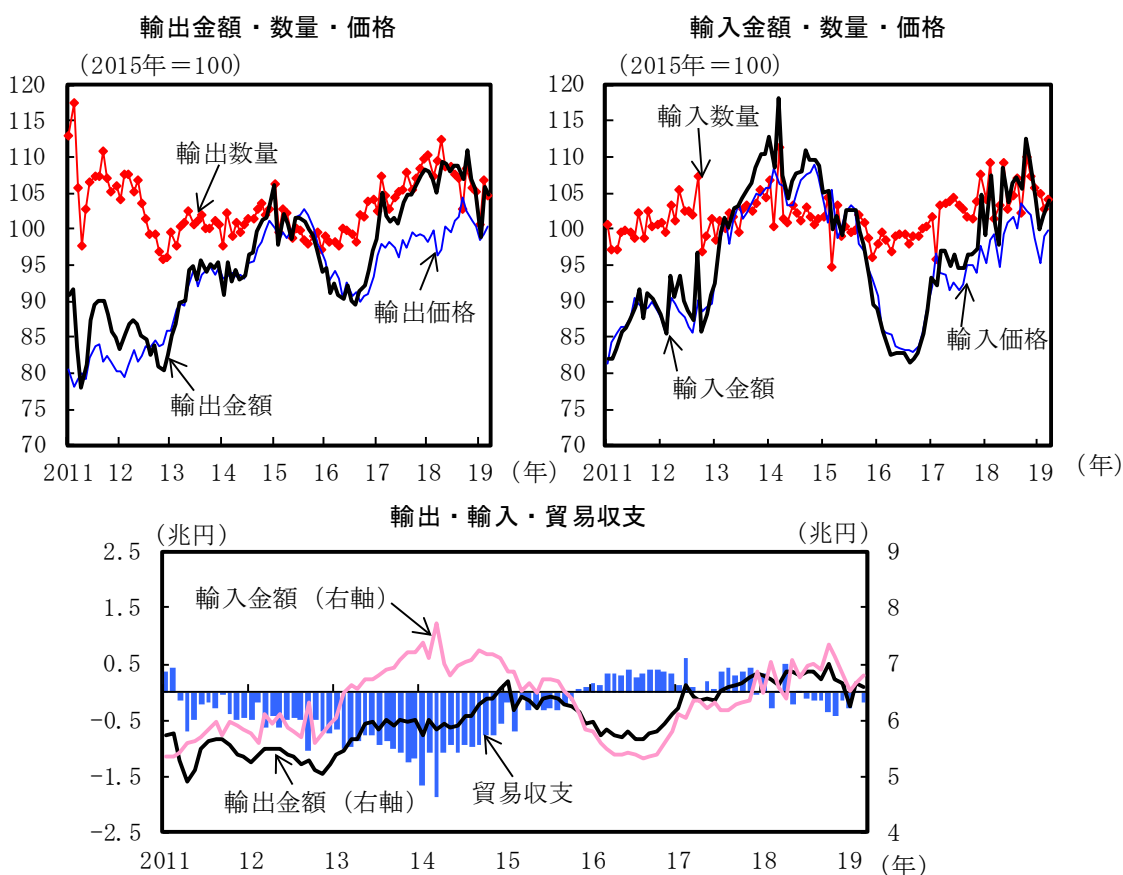 輸出金額・数量・価格
(2015年=100)
120
115
110
105
100
95
90
85
80
75
70
輸出数量
輸出価格
輸出金額
2011 12 13 14 15 16 17 18 19 (年)
輸入金額・数量・価格
(2015年=100)
120
115
110
105
100
95
90
85
80
75
70
輸入数量
輸入価格
輸入金額
2011 12 13 14 15 16 17 18 19 (年)
輸出・輸入・貿易収支
(兆円)
(兆円)
2.5
1.5
0.5
-0.5
-1.5
-2.5
9
8
7
6
5
4
輸入金額(右軸)
貿易収支
輸出金額(右軸)
2011 12 13 14 15 16 17 18 19 (年)